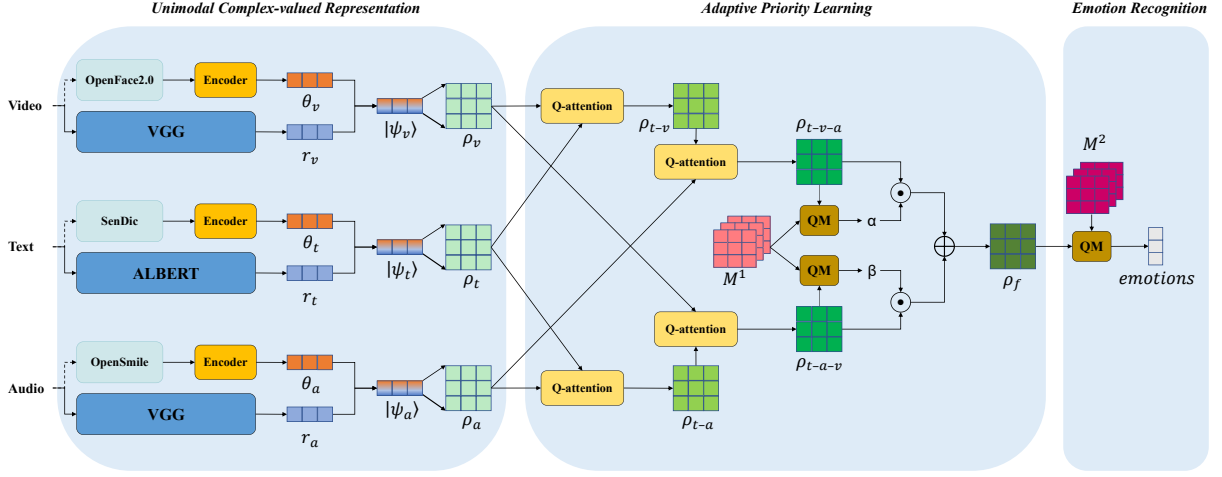 Unimodal Complex-valued Representation
Adaptive Priority Learning
Emotion Recognition
Video
OpenFace2.0
Encoder
θ_v
VGG
r_v
|ψ_v⟩
ρ_v
Text
SenDic
Encoder
θ_t
ALBERT
r_t
|ψ_t⟩
ρ_t
Audio
OpenSmile
Encoder
θ_a
VGG
r_a
|ψ_a⟩
ρ_a
Q-attention
ρ_{t-v}
Q-attention
ρ_{t-v-a}
QM
α
M^1
QM
β
Q-attention
ρ_{t-a-v}
Q-attention
ρ_{t-a}
ρ_f
M^2
QM
emotions